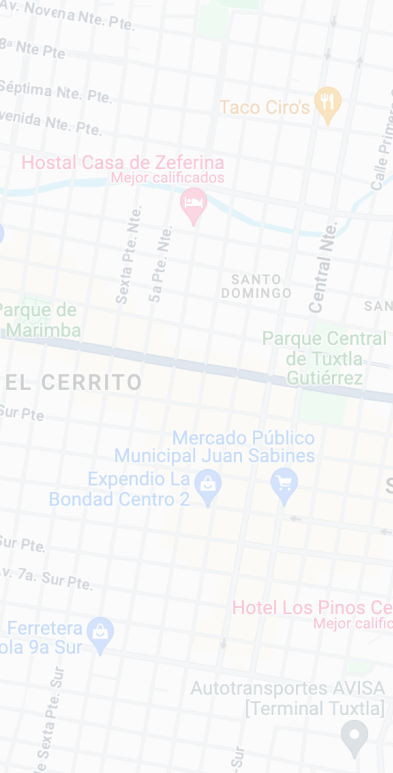 Av. Novena Nte. Pte.
8ª Nte Pte
Séptima Nte. Pte.
Taco Ciro's
venida Nte. Pte.
Calle Primera
Hostal Casa de Zeferina
Mejor calificados
Sexta Pte. Nte.
5a Pte. Nte.
Central Nte.
SANTO
DOMINGO
SAN
Parque de
Marimba
Parque Central
de Tuxtla
Gutiérrez
EL CERRITO
Sur Pte
Mercado Público
Municipal Juan Sabines
Expendio La
Bondad Centro 2
S
Sur Pte.
v. 7a. Sur Pte.
Hotel Los Pinos Ce
Mejor calific
Ferretera
ola 9a Sur
Autotransportes AVISA
[Terminal Tuxtla]
e Sexta Pte. Sur
Sur